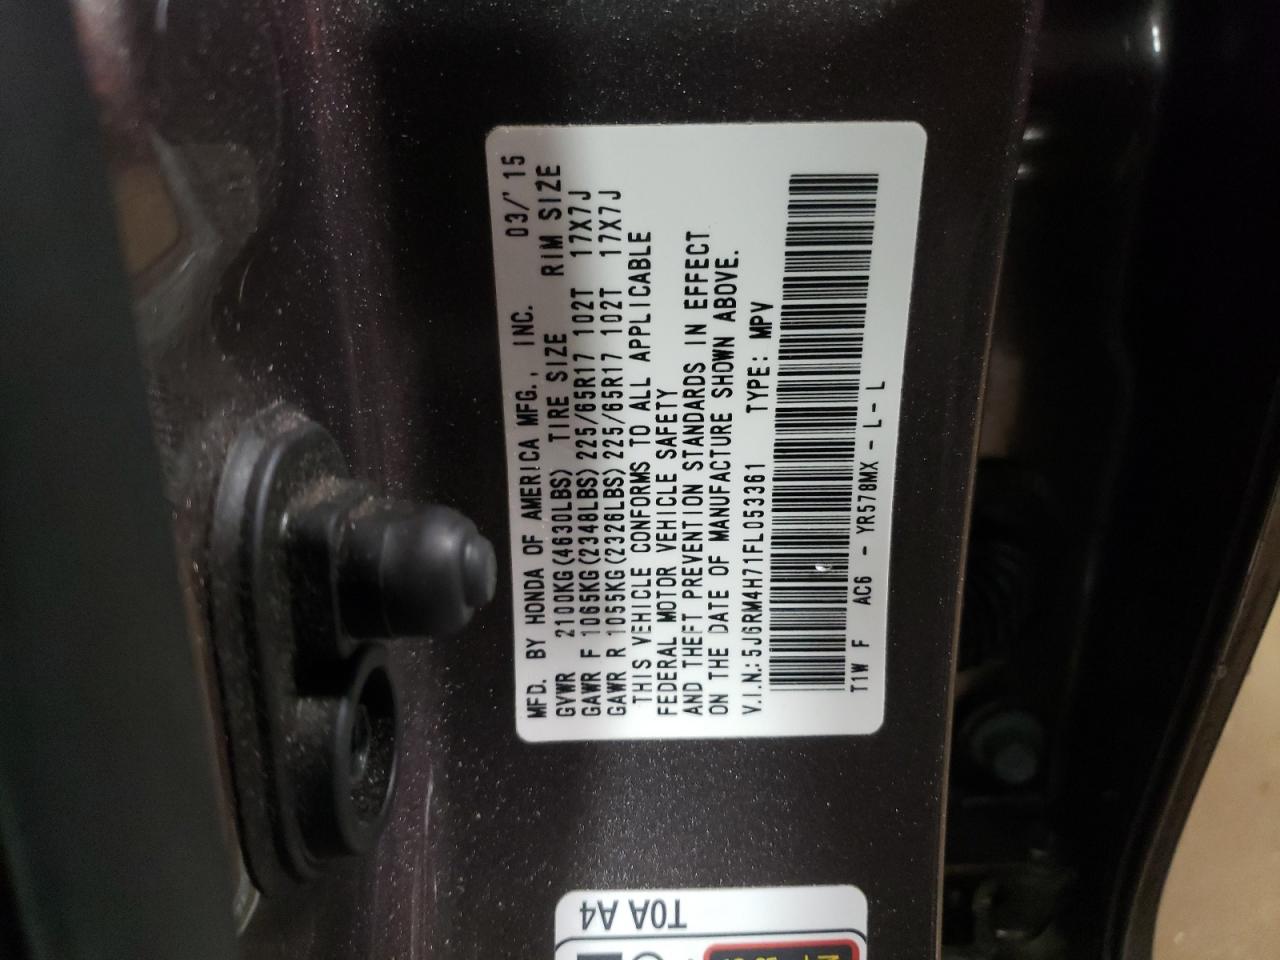 MFD. BY HONDA OF AMERICA MFG., INC. 03/'15
GVWR 2100KG(4630LBS) TIRE SIZE RIM SIZE
GAWR F 1065KG(2348LBS) 225/65R17 102T 17X7J
GAWR R 1055KG(2326LBS) 225/65R17 102T 17X7J
THIS VEHICLE CONFORMS TO ALL APPLICABLE
FEDERAL MOTOR VEHICLE SAFETY
AND THEFT PREVENTION STANDARDS IN EFFECT
ON THE DATE OF MANUFACTURE SHOWN ABOVE.
V.I.N.: 5J6RM4H71FL053361 TYPE: MPV
T1W F AC6 - YR578MX - L - L
T0A A4